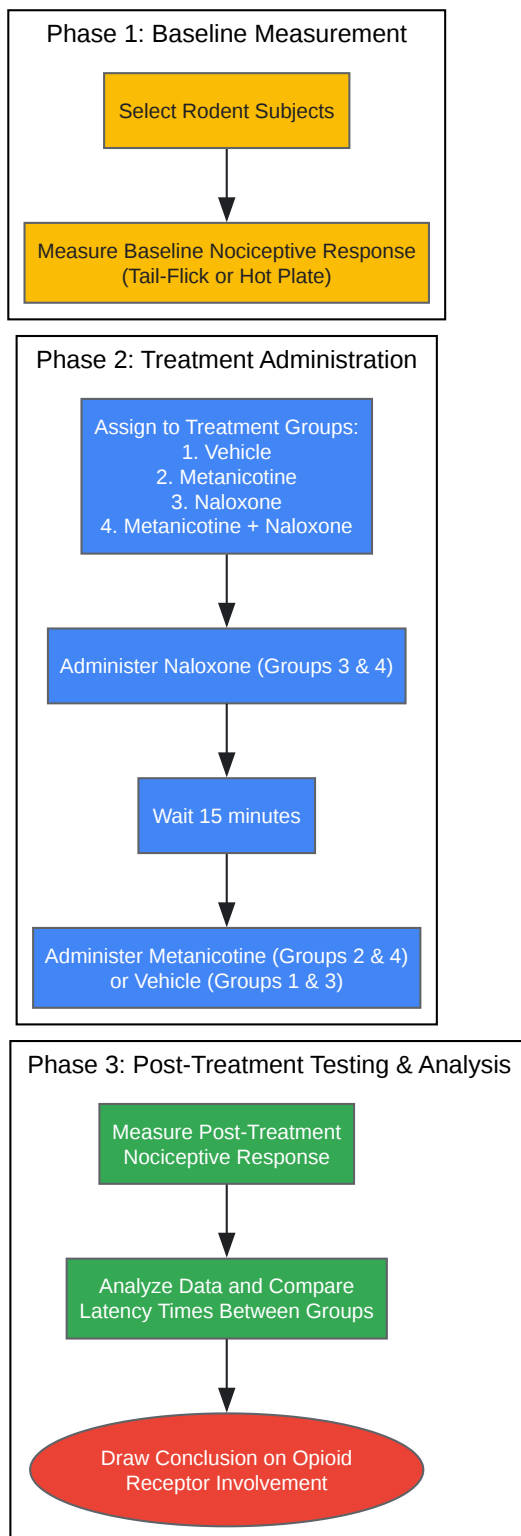 Phase 1: Baseline Measurement
Select Rodent Subjects
Measure Baseline Nociceptive Response
(Tail-Flick or Hot Plate)
Phase 2: Treatment Administration
Assign to Treatment Groups:
1. Vehicle
2. Metanicotine
3. Naloxone
4. Metanicotine + Naloxone
Administer Naloxone (Groups 3 & 4)
Wait 15 minutes
Administer Metanicotine (Groups 2 & 4)
or Vehicle (Groups 1 & 3)
Phase 3: Post-Treatment Testing & Analysis
Measure Post-Treatment
Nociceptive Response
Analyze Data and Compare
Latency Times Between Groups
Draw Conclusion on Opioid
Receptor Involvement